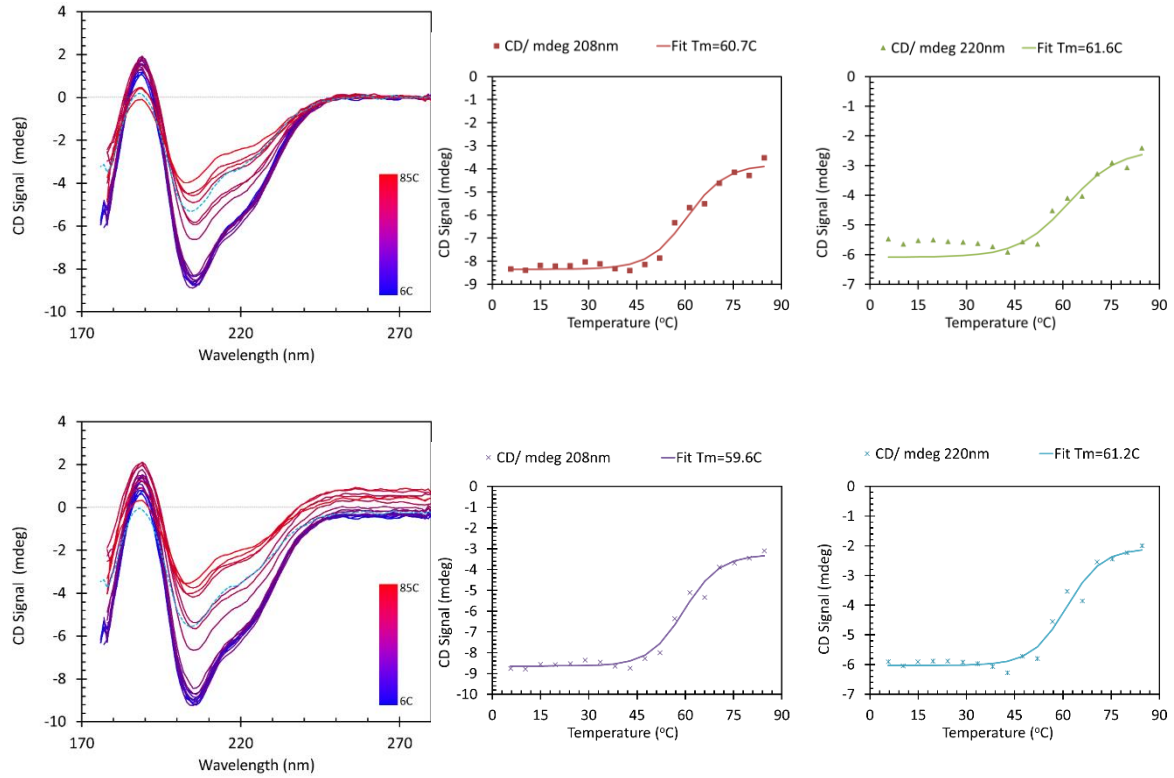 CD/ mdeg 208nm Fit Tm=60.7C
CD/ mdeg 220nm Fit Tm=61.6C
4
2
0
-2
-4
-6
-8
-10
CD Signal (mdeg)
85C
6C
170 220 270
Wavelength (nm)
0
-1
-2
-3
-4
-5
-6
-7
-8
-9
CD Signal (mdeg)
0 15 30 45 60 75 90
Temperature (°C)
0
-1
-2
-3
-4
-5
-6
-7
CD Signal (mdeg)
0 15 30 45 60 75 90
Temperature (°C)
CD/ mdeg 208nm Fit Tm=59.6C
CD/ mdeg 220nm Fit Tm=61.2C
4
2
0
-2
-4
-6
-8
-10
CD Signal (mdeg)
85C
6C
170 220 270
Wavelength (nm)
0
-1
-2
-3
-4
-5
-6
-7
-8
-9
-10
CD Signal (mdeg)
0 15 30 45 60 75 90
Temperature (°C)
0
-1
-2
-3
-4
-5
-6
-7
CD Signal (mdeg)
0 15 30 45 60 75 90
Temperature (°C)